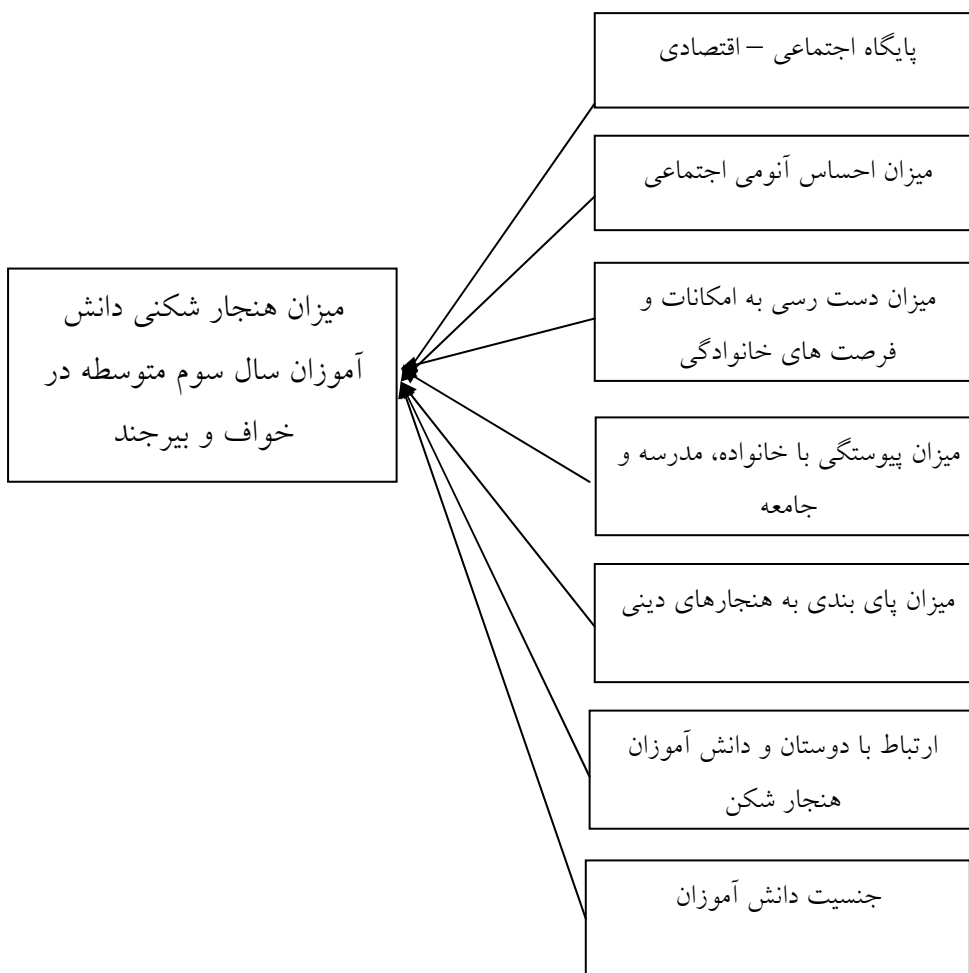 پایگاه اجتماعی – اقتصادی
میزان احساس آنومی اجتماعی
میزان دست رسی به امکانات و
فرصت های خانوادگی
میزان هنجار شکنی دانش
آموزان سال سوم متوسطه در
خواف و بیرجند
میزان پیوستگی با خانواده، مدرسه و
جامعه
میزان پای بندی به هنجارهای دینی
ارتباط با دوستان و دانش آموزان
هنجار شکن
جنسیت دانش آموزان